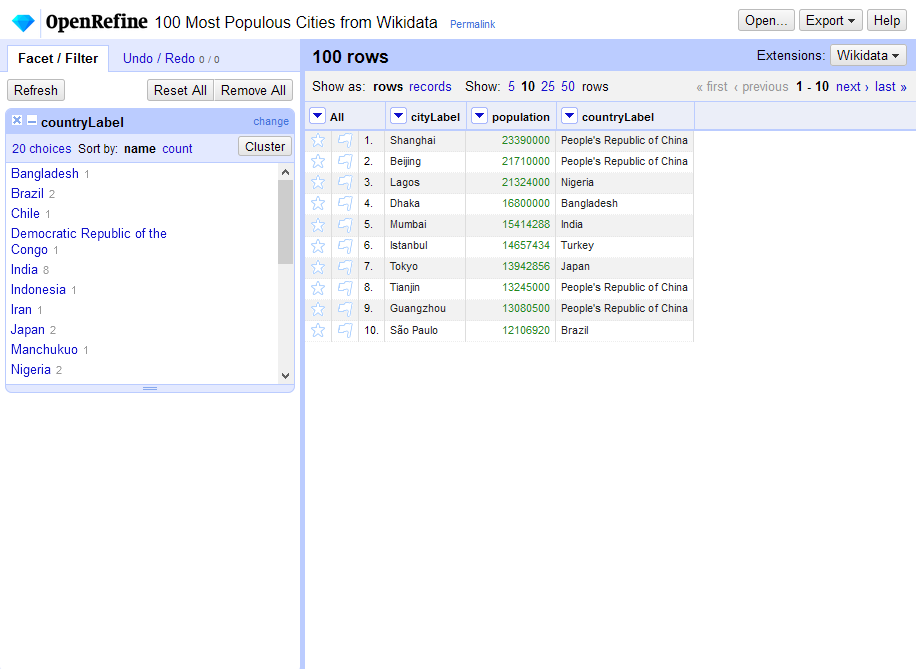 OpenRefine 100 Most Populous Cities from Wikidata Permalink Open... Export Help
Facet / Filter Undo / Redo 0 / 0
Refresh Reset All Remove All
countryLabel change
20 choices Sort by: name count Cluster
Bangladesh 1
Brazil 2
Chile 1
Democratic Republic of the
Congo 1
India 8
Indonesia 1
Iran 1
Japan 2
Manchukuo 1
Nigeria 2
100 rows Extensions: Wikidata
Show as: rows records Show: 5 10 25 50 rows « first ‹ previous 1 - 10 next › last »
All cityLabel population countryLabel
1. Shanghai 23390000 People's Republic of China
2. Beijing 21710000 People's Republic of China
3. Lagos 21324000 Nigeria
4. Dhaka 16800000 Bangladesh
5. Mumbai 15414288 India
6. Istanbul 14657434 Turkey
7. Tokyo 13942856 Japan
8. Tianjin 13245000 People's Republic of China
9. Guangzhou 13080500 People's Republic of China
10. São Paulo 12106920 Brazil